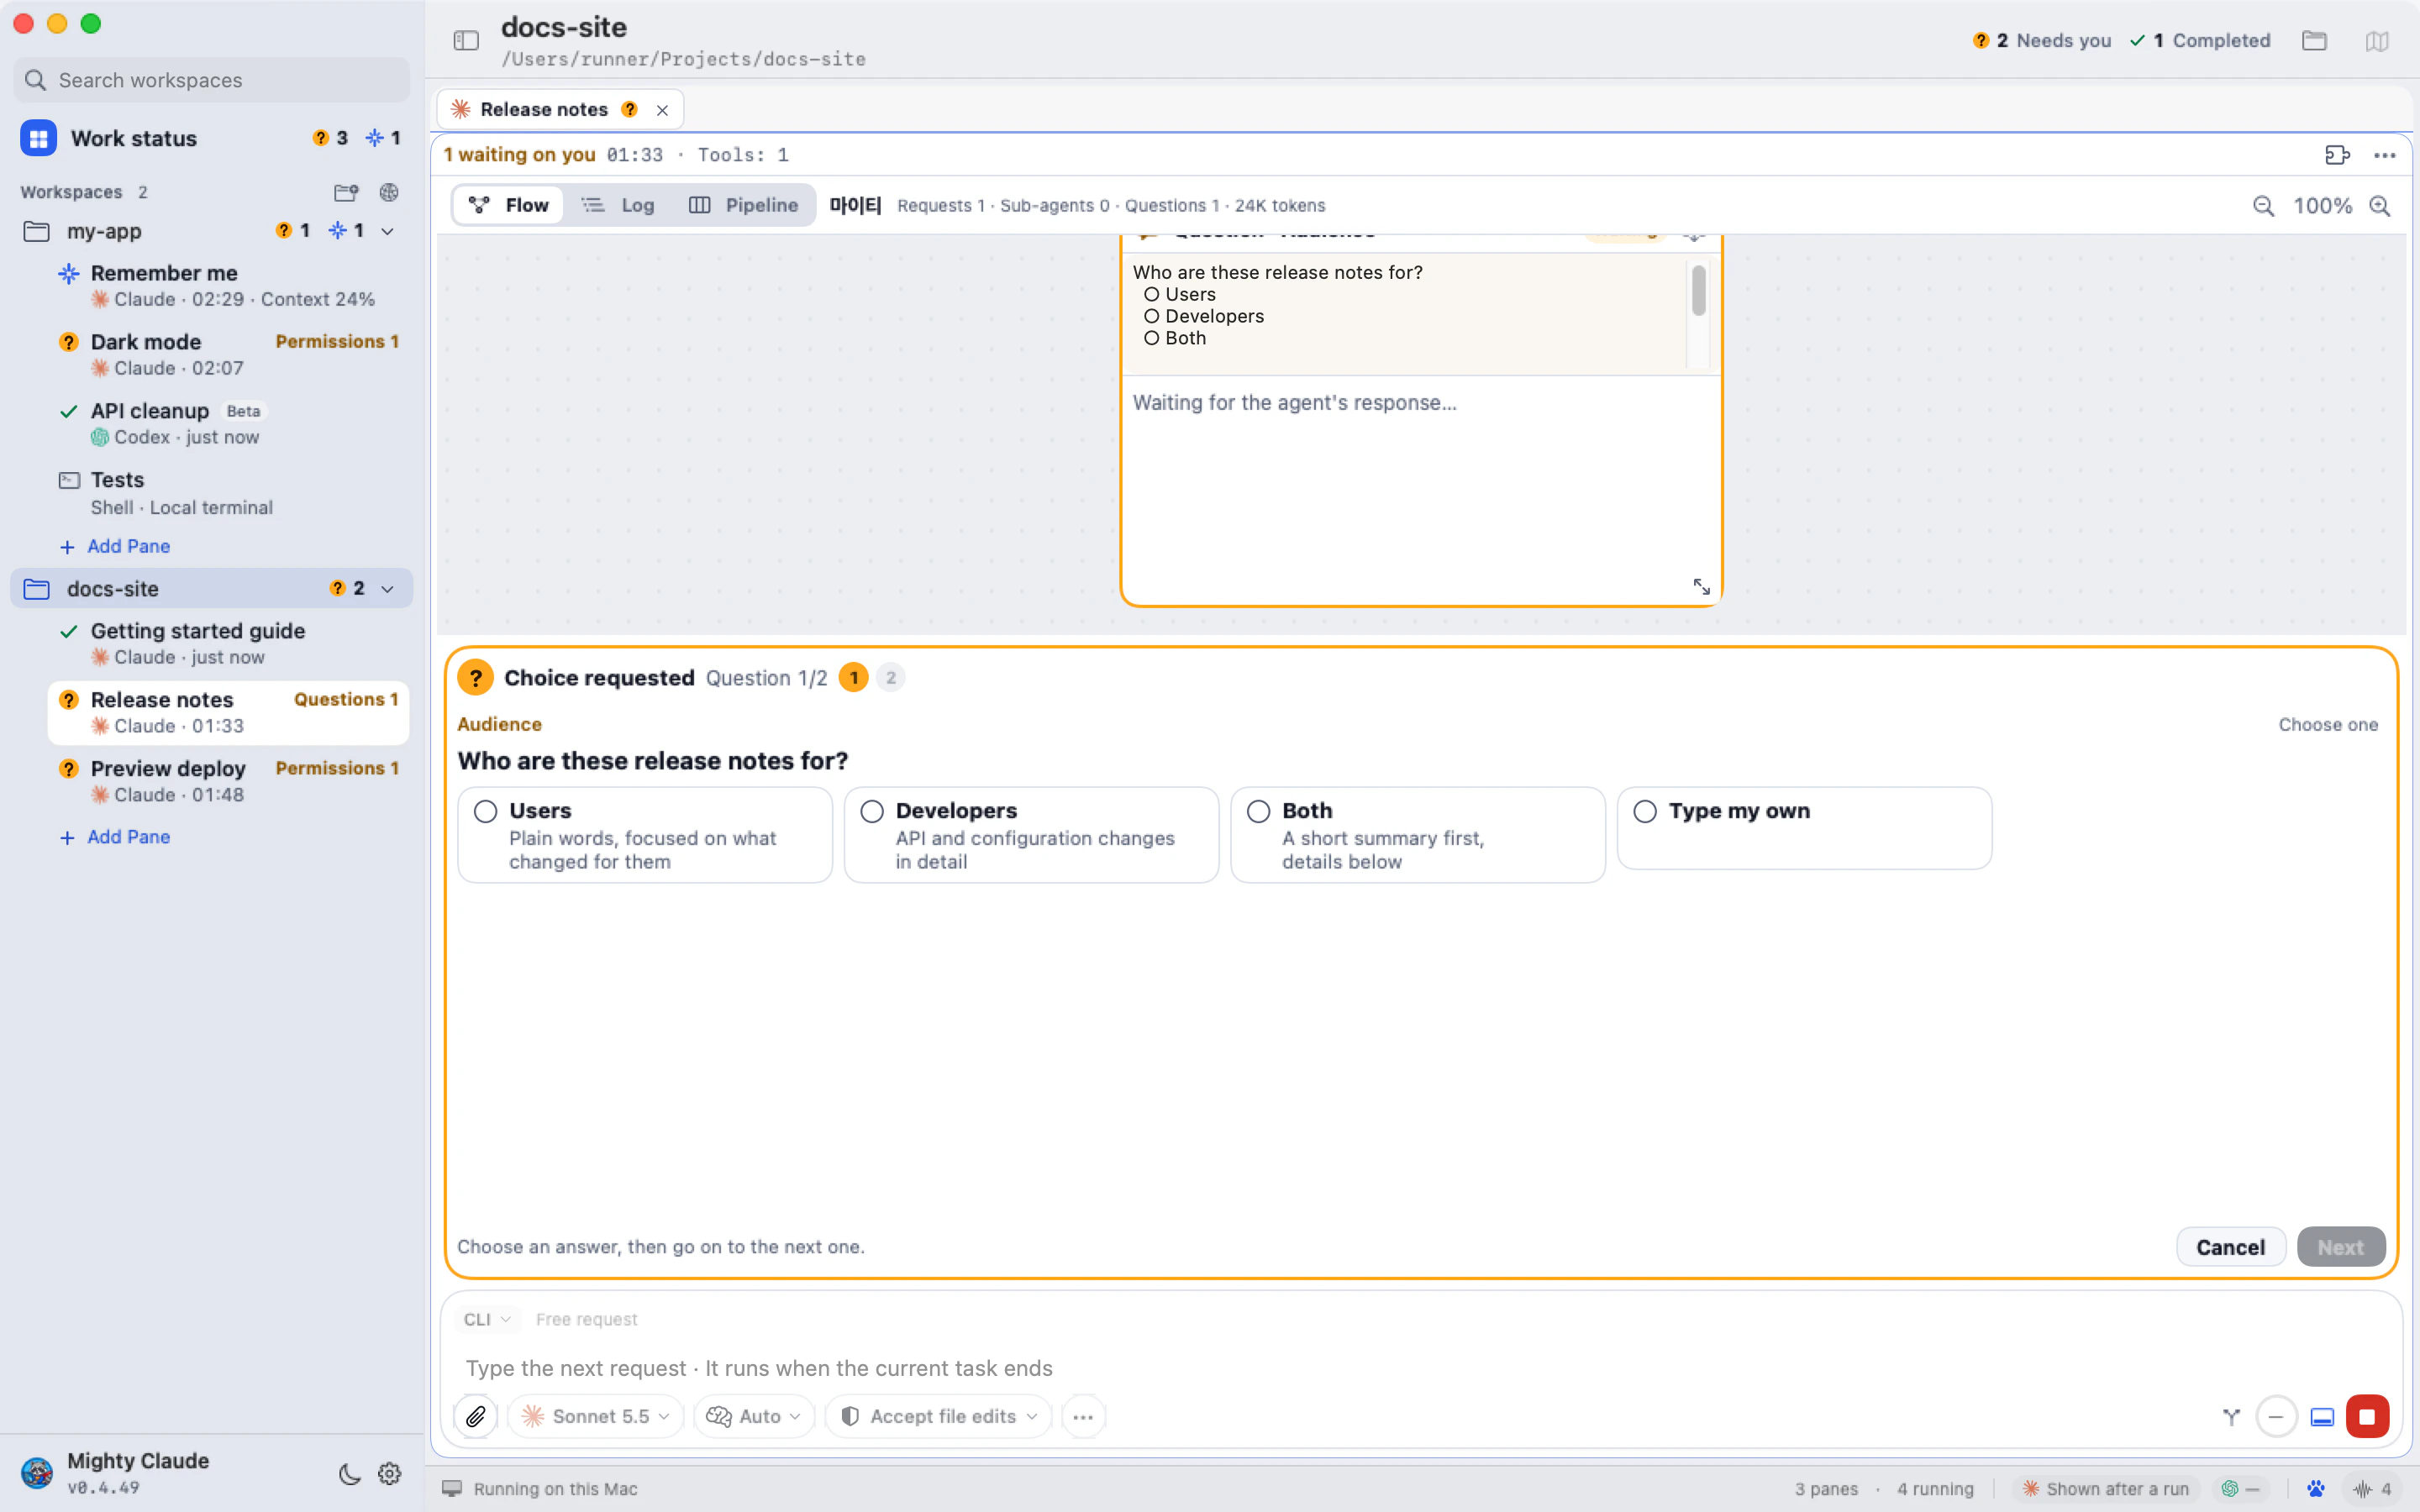 docs-site
/Users/runner/Projects/docs-site
2 Needs you
1 Completed
Search workspaces
Work status
3
1
Workspaces 2
my-app
1
1
Remember me
Claude · 02:29 · Context 24%
Dark mode
Permissions 1
Claude · 02:07
API cleanup
Beta
Codex · just now
Tests
Shell · Local terminal
+ Add Pane
docs-site
2
Getting started guide
Claude · just now
Release notes
Questions 1
Claude · 01:33
Preview deploy
Permissions 1
Claude · 01:48
+ Add Pane
Mighty Claude
v0.4.49
Release notes
1 waiting on you 01:33 · Tools: 1
Flow
Log
Pipeline
마이티
Requests 1 · Sub-agents 0 · Questions 1 · 24K tokens
100%
Who are these release notes for?
Users
Developers
Both
Waiting for the agent's response...
Choice requested Question 1/2 1 2
Audience
Choose one
Who are these release notes for?
Users
Plain words, focused on what
changed for them
Developers
API and configuration changes
in detail
Both
A short summary first,
details below
Type my own
Choose an answer, then go on to the next one.
Cancel
Next
CLI
Free request
Type the next request · It runs when the current task ends
Sonnet 5.5
Auto
Accept file edits
Running on this Mac
3 panes · 4 running
Shown after a run
—
4